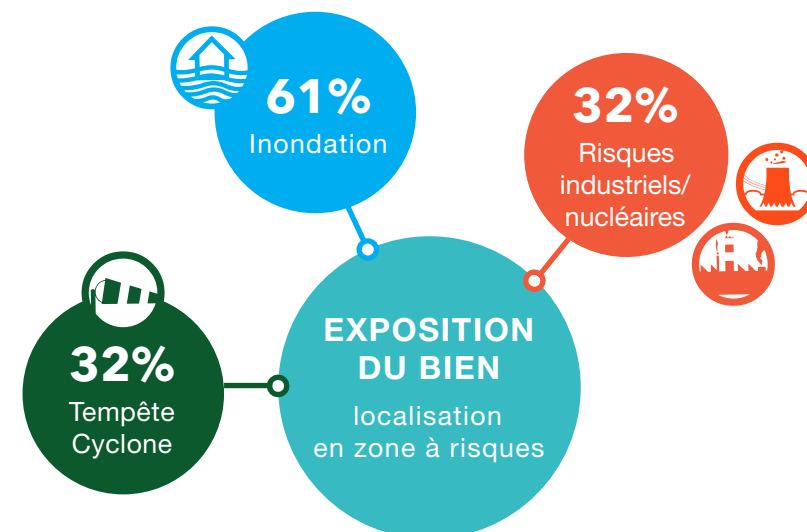 61%
Inondation
32%
Risques
industriels/
nucléaires
32%
Tempête
Cyclone
EXPOSITION
DU BIEN
localisation
en zone à risques